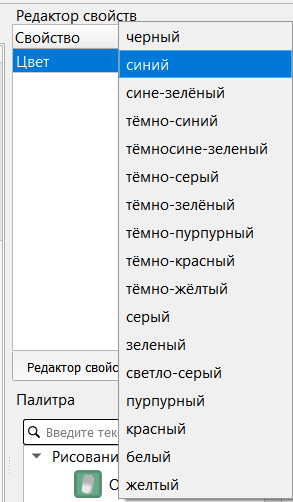 Редактор свойств
Свойство
Цвет
черный
синий
сине-зелёный
тёмно-синий
тёмносине-зеленый
тёмно-серый
тёмно-зелёный
тёмно-пурпурный
тёмно-красный
тёмно-жёлтый
серый
зеленый
светло-серый
пурпурный
красный
белый
желтый
Редактор свойс
Палитра
Введите тек
Рисовани